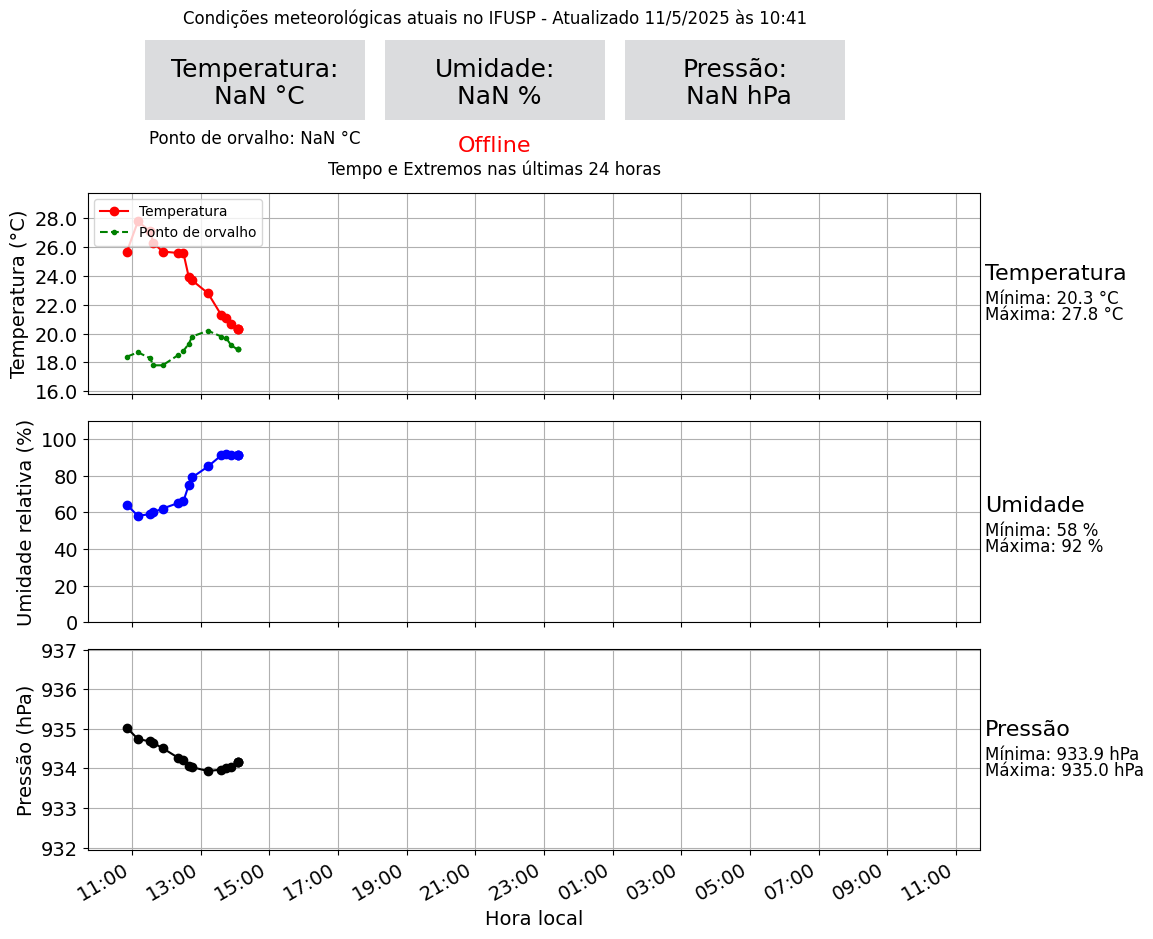 Condições meteorológicas atuais no IFUSP - Atualizado 11/5/2025 às 10:41
Temperatura:
NaN °C
Umidade:
NaN %
Pressão:
NaN hPa
Ponto de orvalho: NaN °C
Offline
Tempo e Extremos nas últimas 24 horas
Temperatura (°C)
28.0
26.0
24.0
22.0
20.0
18.0
16.0
Temperatura
Ponto de orvalho
Temperatura
Mínima: 20.3 °C
Máxima: 27.8 °C
Umidade relativa (%)
100
80
60
40
20
0
Umidade
Mínima: 58 %
Máxima: 92 %
Pressão (hPa)
937
936
935
934
933
932
Pressão
Mínima: 933.9 hPa
Máxima: 935.0 hPa
11:00 13:00 15:00 17:00 19:00 21:00 23:00 01:00 03:00 05:00 07:00 09:00 11:00
Hora local